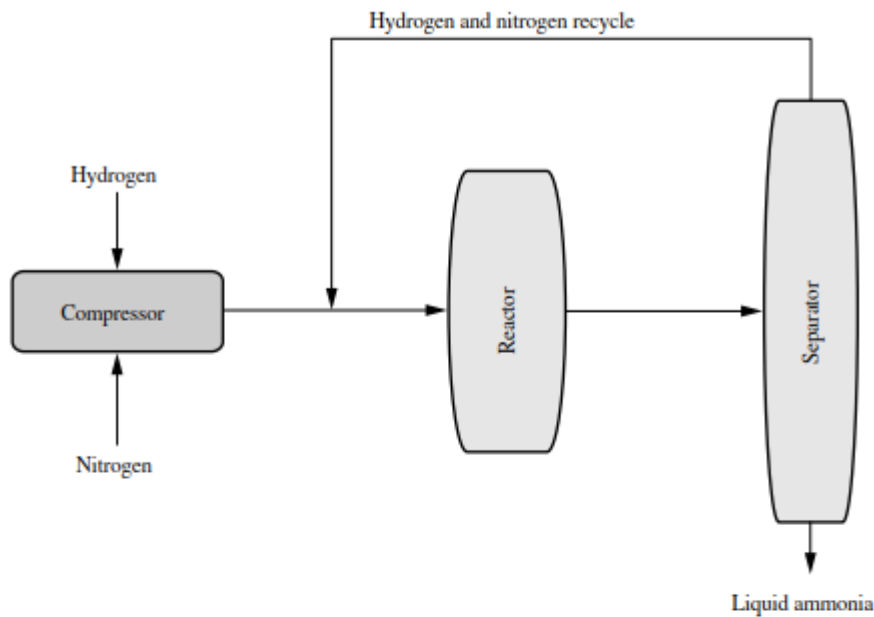 Hydrogen and nitrogen recycle
Hydrogen
Compressor
Reactor
Separator
Nitrogen
Liquid ammonia